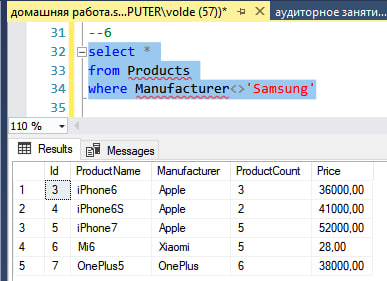 домашняя работа.s...PUTER\volde (57))*
аудиторное заняти
31 --6
32 select *
33 from Products
34 where Manufacturer<>'Samsung'
35
110 %
Results Messages
Id ProductName Manufacturer ProductCount Price
1 3 iPhone6 Apple 3 36000,00
2 4 iPhone6S Apple 2 41000,00
3 5 iPhone7 Apple 5 52000,00
4 6 Mi6 Xiaomi 5 28,00
5 7 OnePlus5 OnePlus 6 38000,00